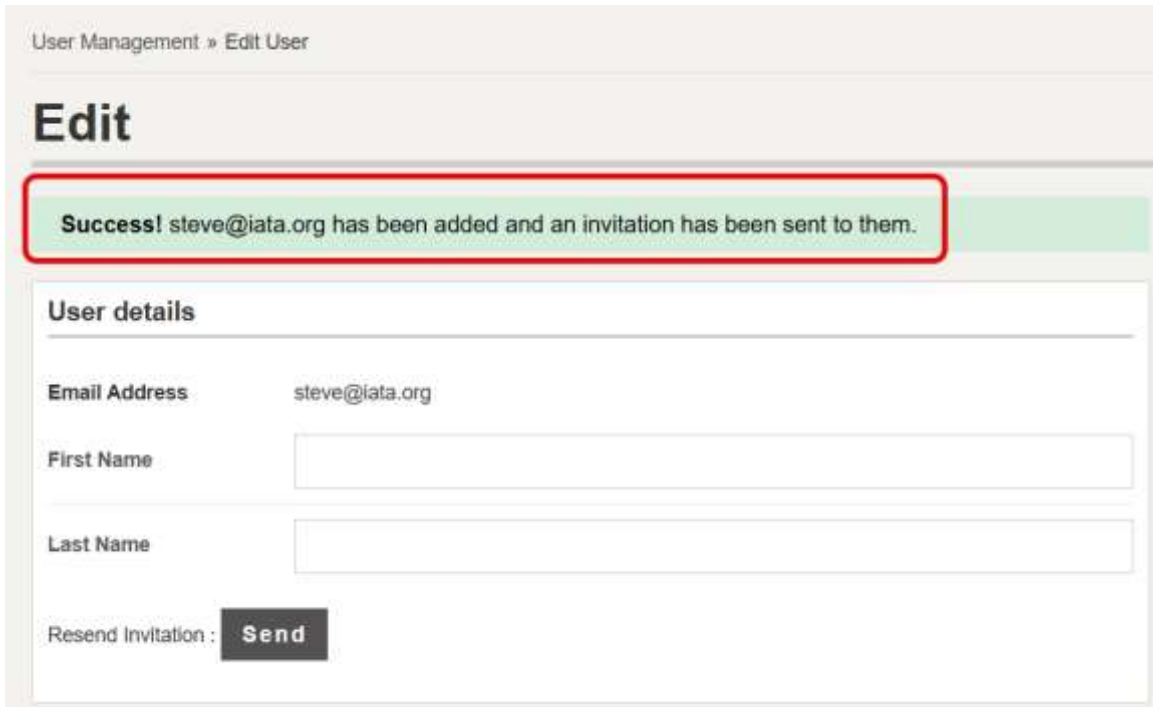 User Management » Edit User
Edit
Success! steve@iata.org has been added and an invitation has been sent to them.
User details
Email Address steve@iata.org
First Name
Last Name
Resend Invitation : Send